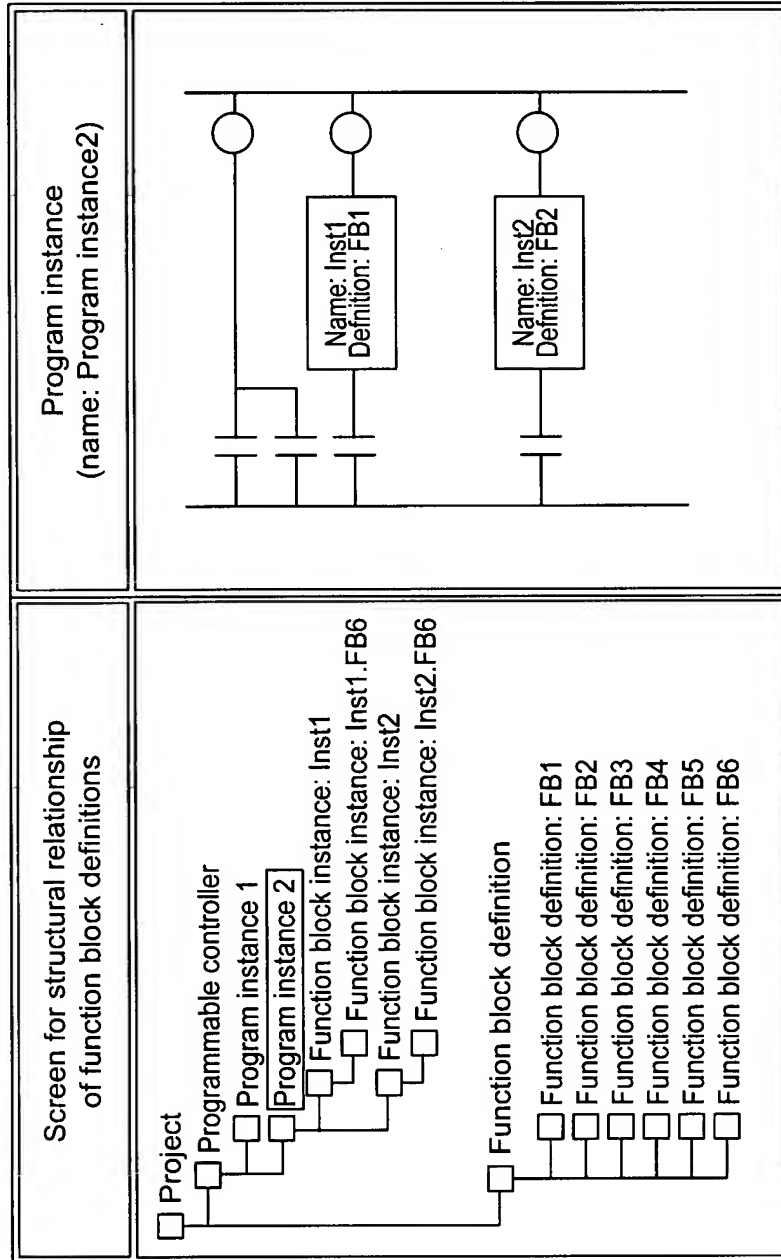 Screen for structural relationship
of function block definitions
Project
Programmable controller
Program instance 1
Program instance 2
Function block instance: Inst1
Function block instance: Inst1.FB6
Function block instance: Inst2
Function block instance: Inst2.FB6
Function block definition
Function block definition: FB1
Function block definition: FB2
Function block definition: FB3
Function block definition: FB4
Function block definition: FB5
Function block definition: FB6
Program instance
(name: Program instance2)
Name: Inst1
Defnition: FB1
Name: Inst2
Defnition: FB2